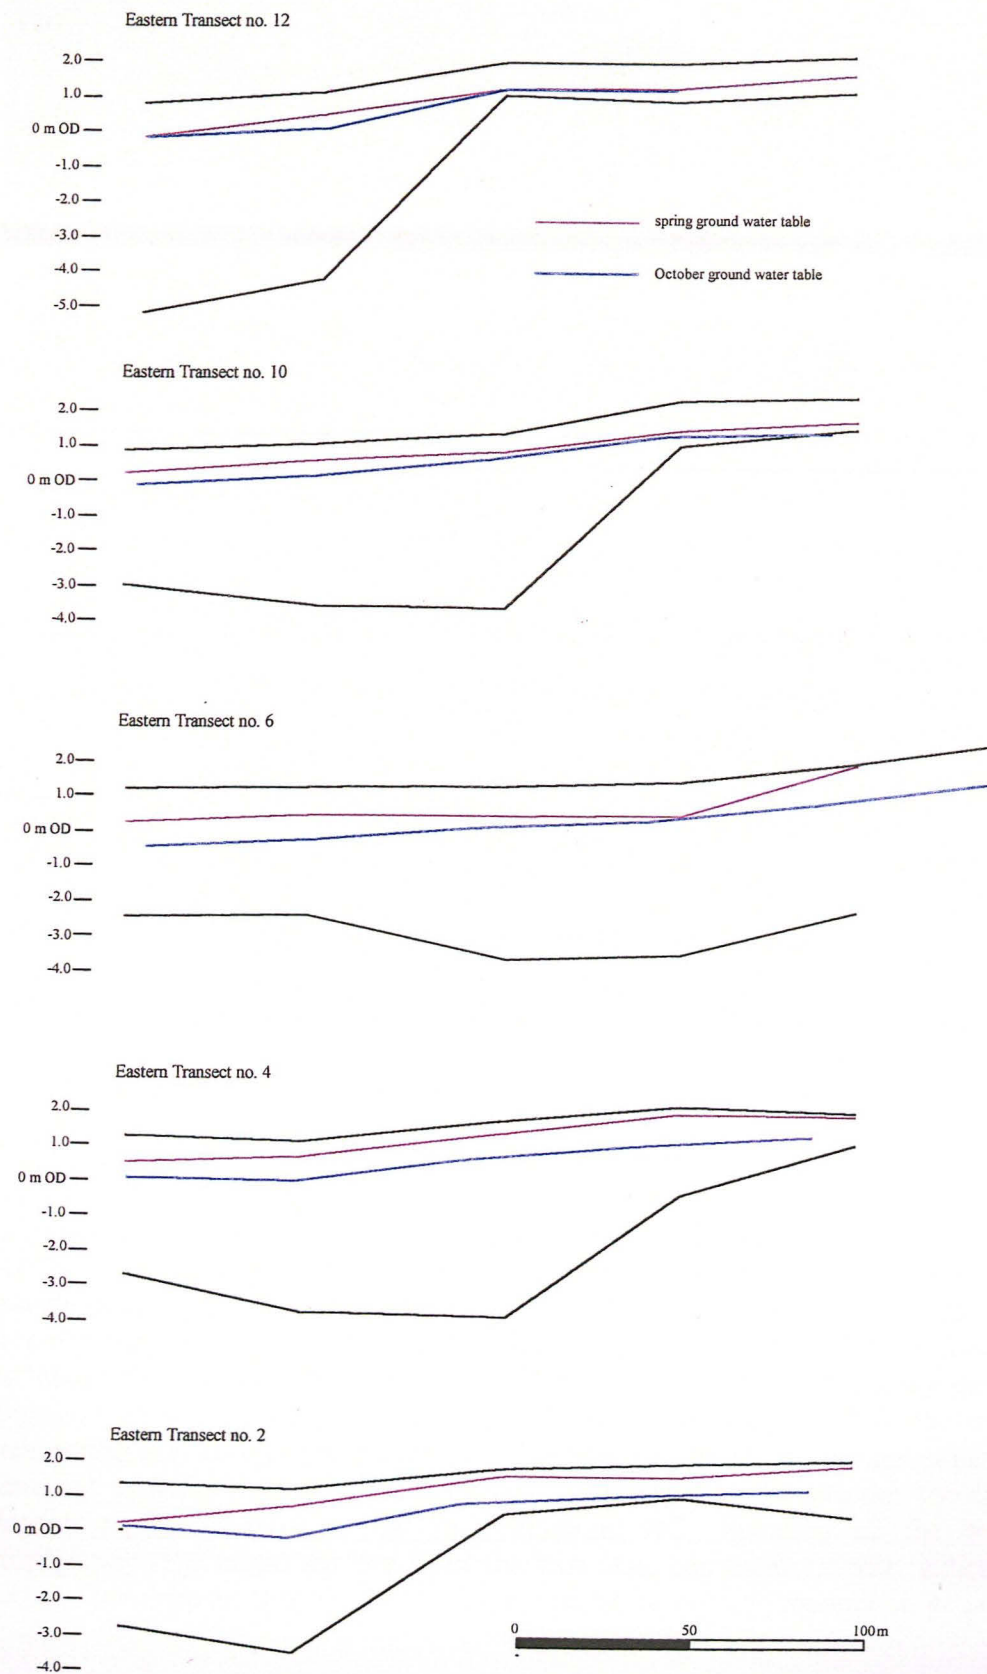 Eastern Transect no. 12
2.0
1.0
0 m OD
-1.0
-2.0
-3.0
-4.0
-5.0
spring ground water table
October ground water table
Eastern Transect no. 10
2.0
1.0
0 m OD
-1.0
-2.0
-3.0
-4.0
Eastern Transect no. 6
2.0
1.0
0 m OD
-1.0
-2.0
-3.0
-4.0
Eastern Transect no. 4
2.0
1.0
0 m OD
-1.0
-2.0
-3.0
-4.0
Eastern Transect no. 2
2.0
1.0
0 m OD
-1.0
-2.0
-3.0
-4.0
0 50 100m